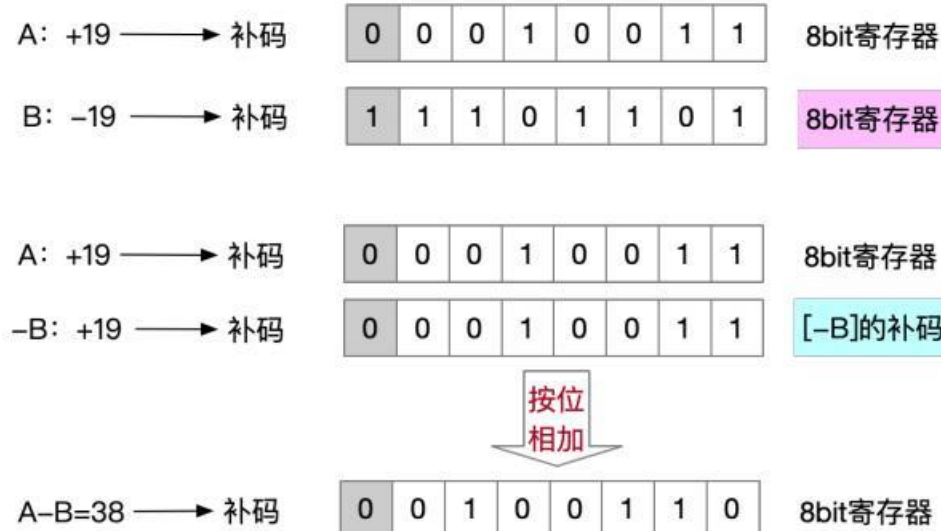 A: +19 补码 0 0 0 1 0 0 1 1 8bit寄存器
B: -19 补码 1 1 1 0 1 1 0 1 8bit寄存器
A: +19 补码 0 0 0 1 0 0 1 1 8bit寄存器
-B: +19 补码 0 0 0 1 0 0 1 1 [-B]的补码
按位
相加
A-B=38 补码 0 0 1 0 0 1 1 0 8bit寄存器